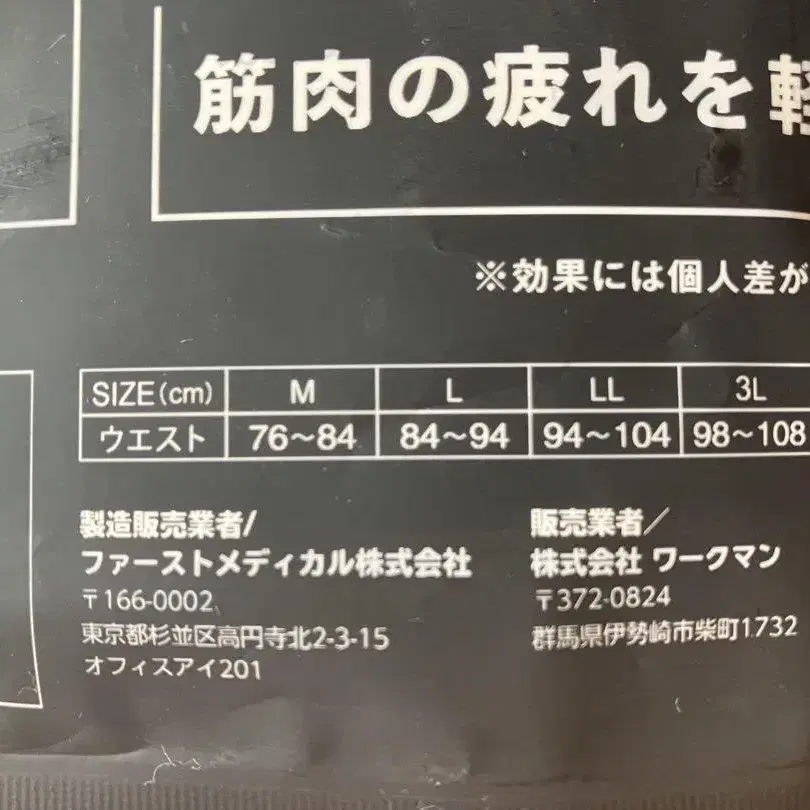 筋肉の疲れを軽
※効果には個人差が
SIZE(cm) M L LL 3L
ウエスト 76～84 84～94 94～104 98～108
製造販売業者/
ファーストメディカル株式会社
〒166-0002
東京都杉並区高円寺北2-3-15
オフィスアイ201
販売業者／
株式会社 ワークマン
〒372-0824
群馬県伊勢崎市柴町1732